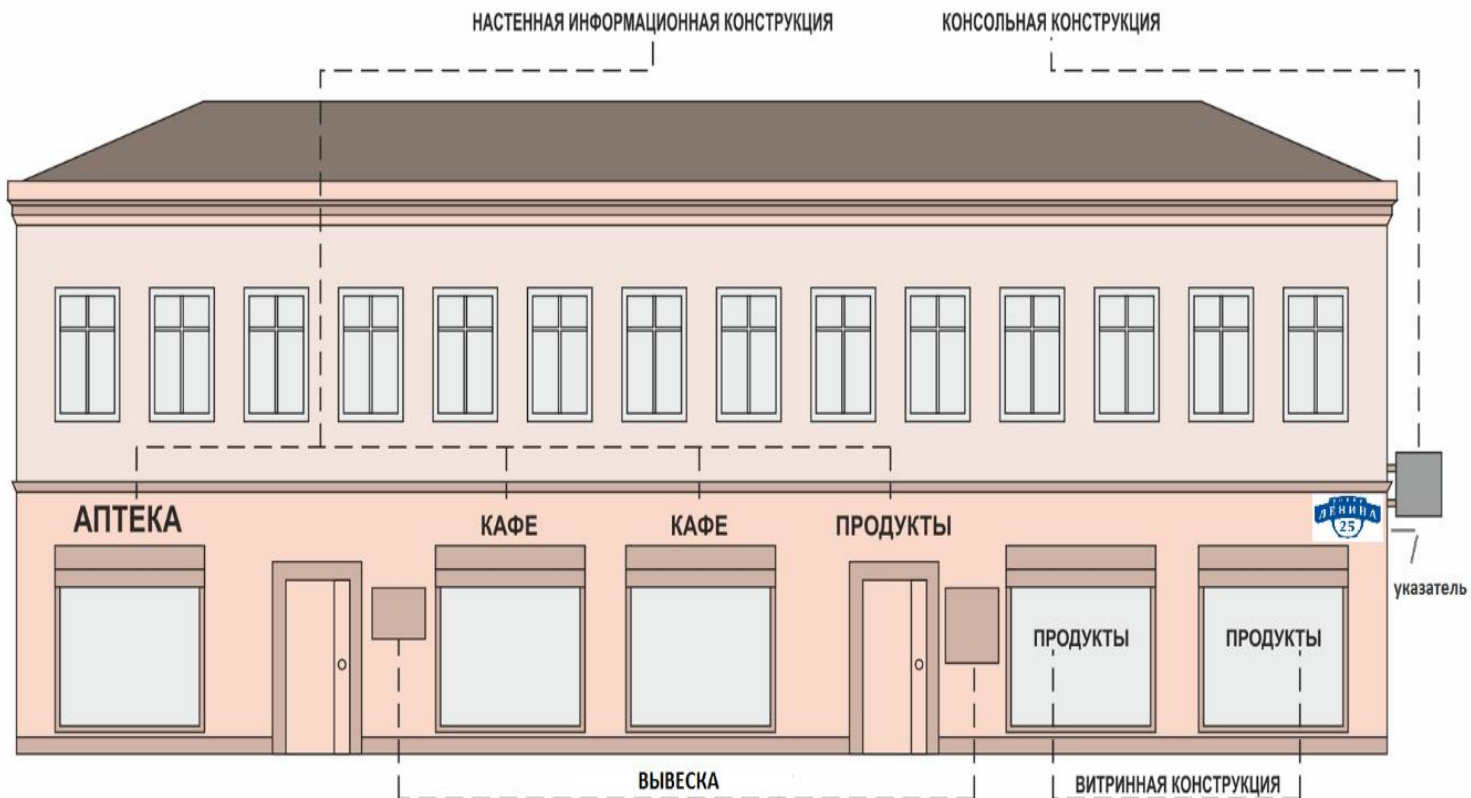 НАСТЕННАЯ ИНФОРМАЦИОННАЯ КОНСТРУКЦИЯ
КОНСОЛЬНАЯ КОНСТРУКЦИЯ
АПТЕКА
КАФЕ
КАФЕ
ПРОДУКТЫ
ЛЕНИНА
25
указатель
ПРОДУКТЫ
ПРОДУКТЫ
ВЫВЕСКА
ВИТРИННАЯ КОНСТРУКЦИЯ